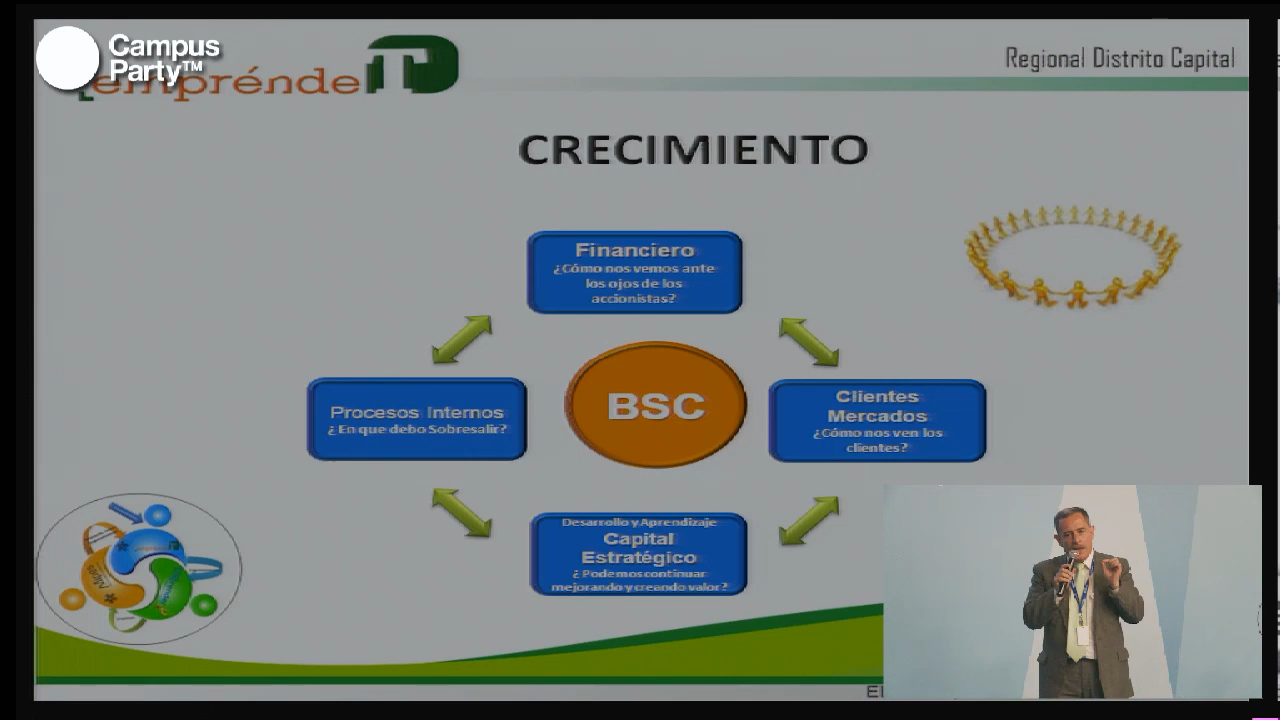 Campus
Party™
empréndeTD
Regional Distrito Capital
CRECIMIENTO
Financiero
¿Cómo nos vemos ante
los ojos de los
accionistas?
Procesos Internos
¿En que debo Sobresalir?
BSC
Clientes
Mercados
¿Cómo nos ven los
clientes?
Desarrollo y Aprendizaje
Capital
Estratégico
¿Podemos continuar
mejorando y creando valor?